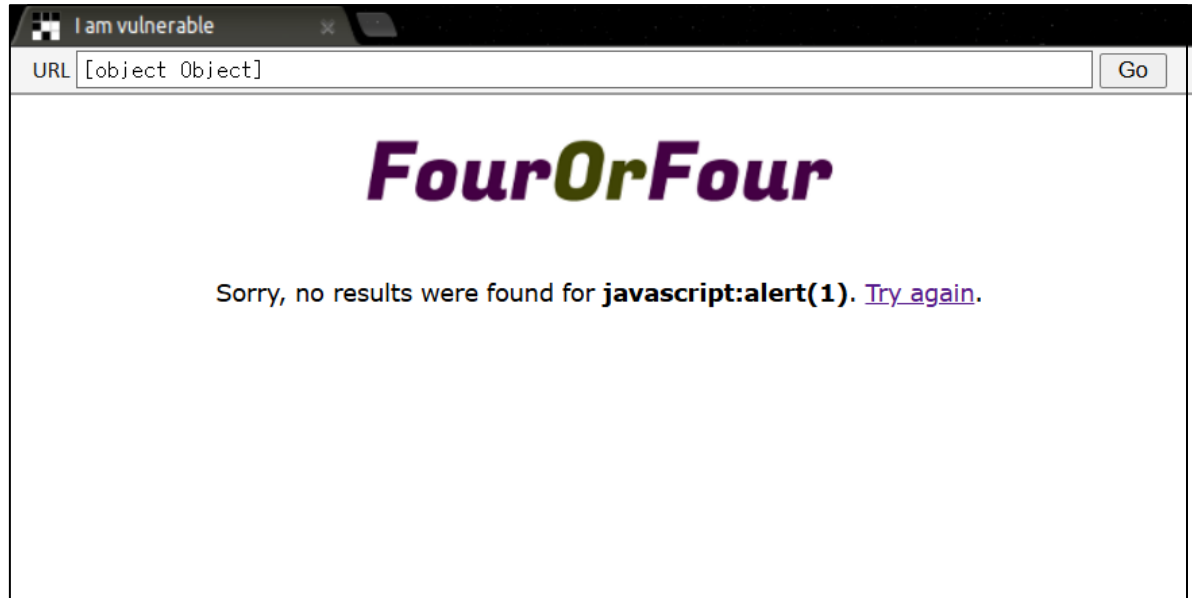 I am vulnerable
URL [object Object] Go
FourOrFour
Sorry, no results were found for javascript:alert(1). Try again.